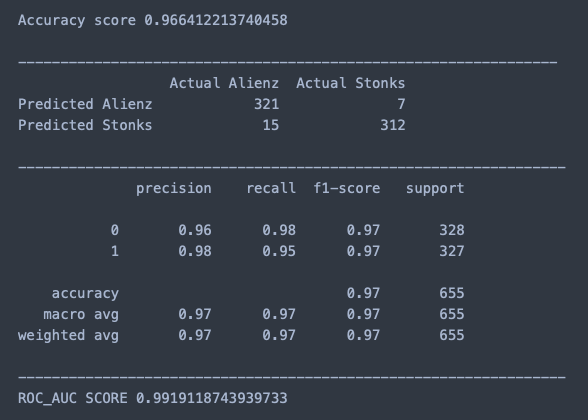 Accuracy score 0.966412213740458
Actual Alienz Actual Stonks
Predicted Alienz 321 7
Predicted Stonks 15 312
precision recall f1-score support
0 0.96 0.98 0.97 328
1 0.98 0.95 0.97 327
accuracy 0.97 655
macro avg 0.97 0.97 0.97 655
weighted avg 0.97 0.97 0.97 655
ROC_AUC SCORE 0.9919118743939733